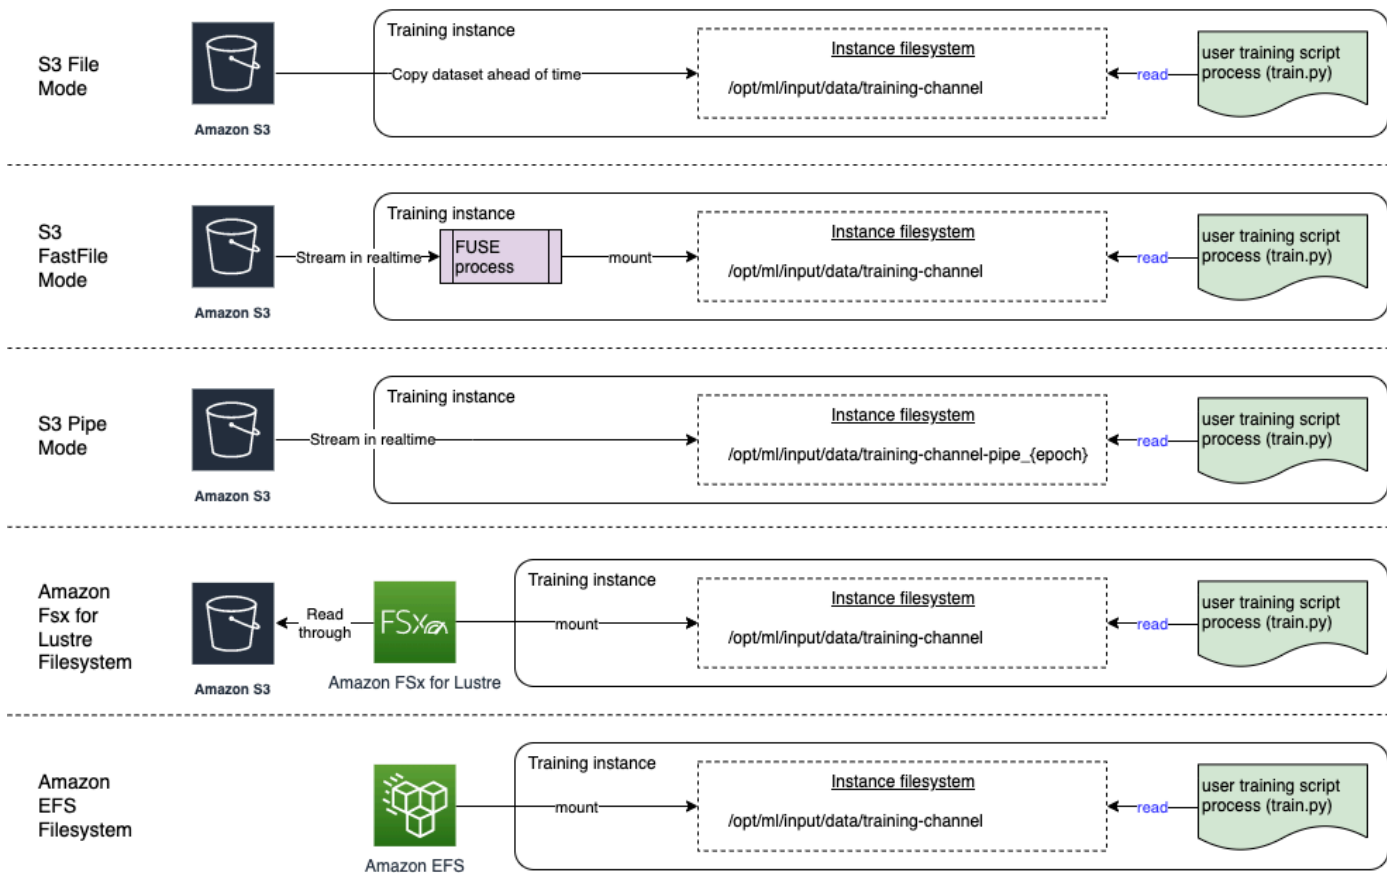 S3 File
Mode
Amazon S3
Training instance
Copy dataset ahead of time
Instance filesystem
/opt/ml/input/data/training-channel
read
user training script
process (train.py)
S3
FastFile
Mode
Amazon S3
Stream in realtime
Training instance
FUSE
process
mount
Instance filesystem
/opt/ml/input/data/training-channel
read
user training script
process (train.py)
S3 Pipe
Mode
Amazon S3
Stream in realtime
Training instance
Instance filesystem
/opt/ml/input/data/training-channel-pipe_{epoch}
read
user training script
process (train.py)
Amazon
Fsx for
Lustre
Filesystem
Amazon S3
Read
through
FSx
Amazon FSx for Lustre
Training instance
mount
Instance filesystem
/opt/ml/input/data/training-channel
read
user training script
process (train.py)
Amazon
EFS
Filesystem
Amazon EFS
Training instance
mount
Instance filesystem
/opt/ml/input/data/training-channel
read
user training script
process (train.py)